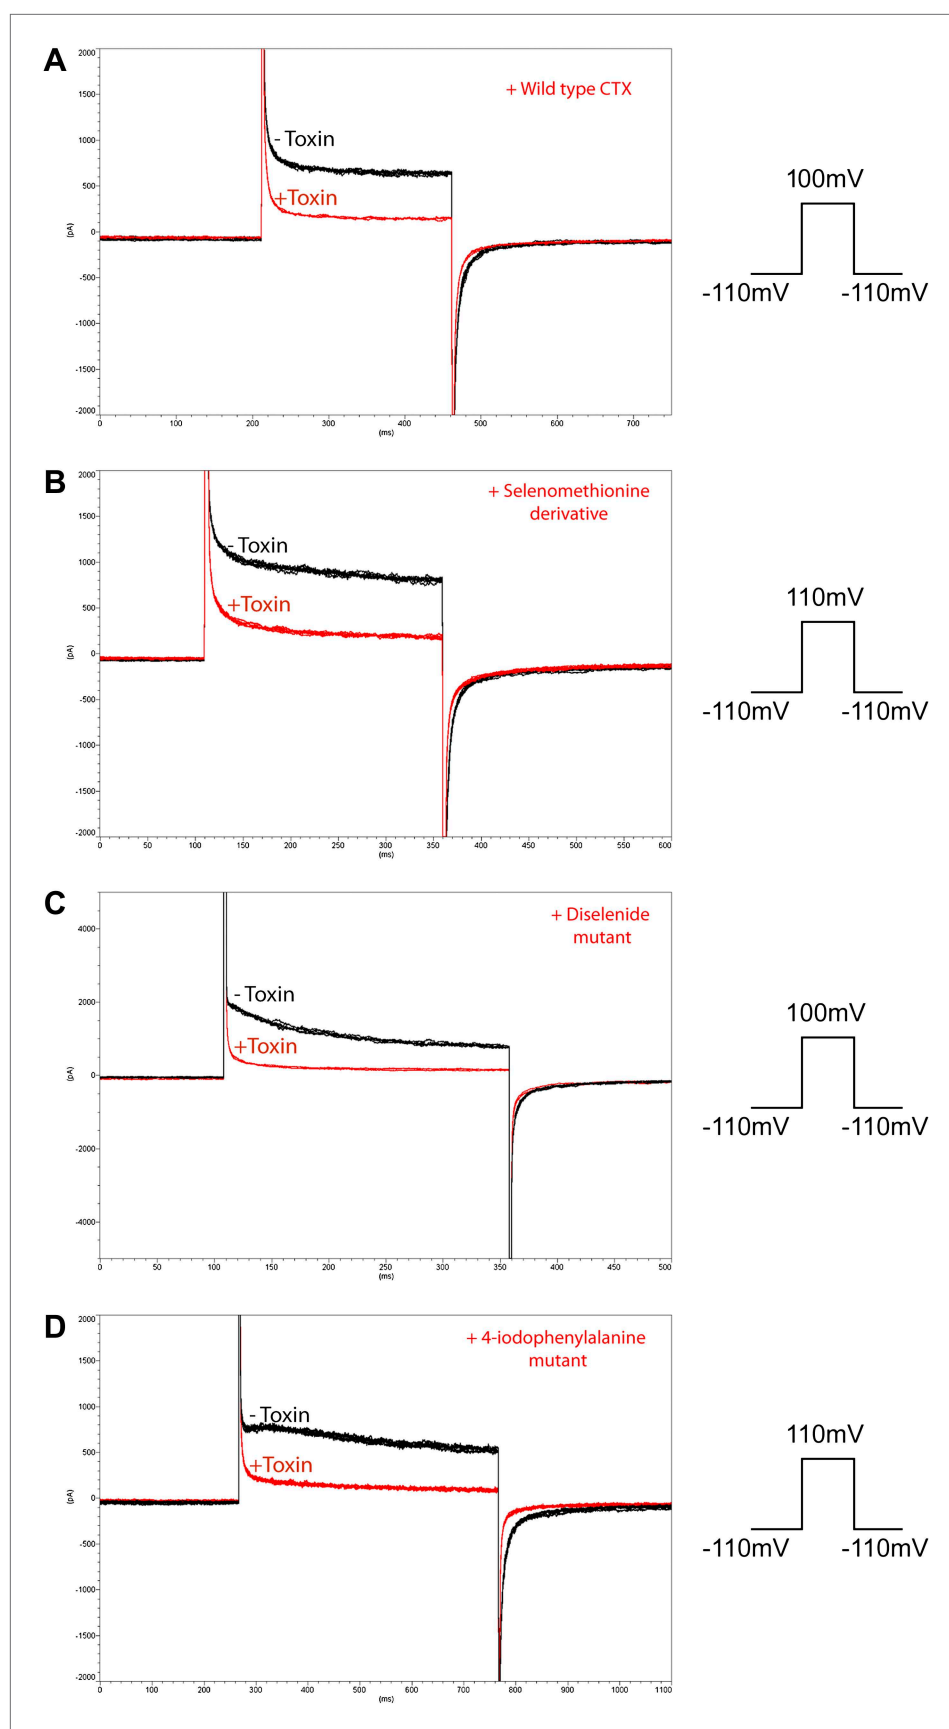 A
+ Wild type CTX
- Toxin
+Toxin
2000
1500
1000
500
0
-500
-1000
-1500
-2000
(pA)
0 100 200 300 400 500 600 700
(ms)
100mV
-110mV -110mV
B
+ Selenomethionine
derivative
- Toxin
+Toxin
2000
1500
1000
500
0
-500
-1000
-1500
-2000
(pA)
0 50 100 150 200 250 300 350 400 450 500 550 600
(ms)
110mV
-110mV -110mV
C
+ Diselenide
mutant
- Toxin
+Toxin
4000
2000
0
-2000
-4000
(pA)
0 50 100 150 200 250 300 350 400 450 500
(ms)
100mV
-110mV -110mV
D
+ 4-iodophenylalanine
mutant
- Toxin
+Toxin
2000
1500
1000
500
0
-500
-1000
-1500
-2000
(pA)
0 100 200 300 400 500 600 700 800 900 1000 1100
(ms)
110mV
-110mV -110mV